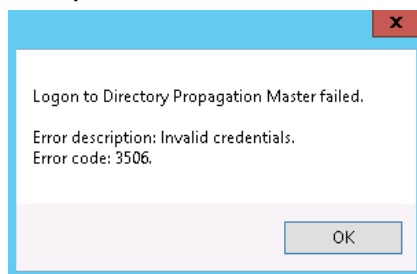 x
Logon to Directory Propagation Master failed.
Error description: Invalid credentials.
Error code: 3506.
OK